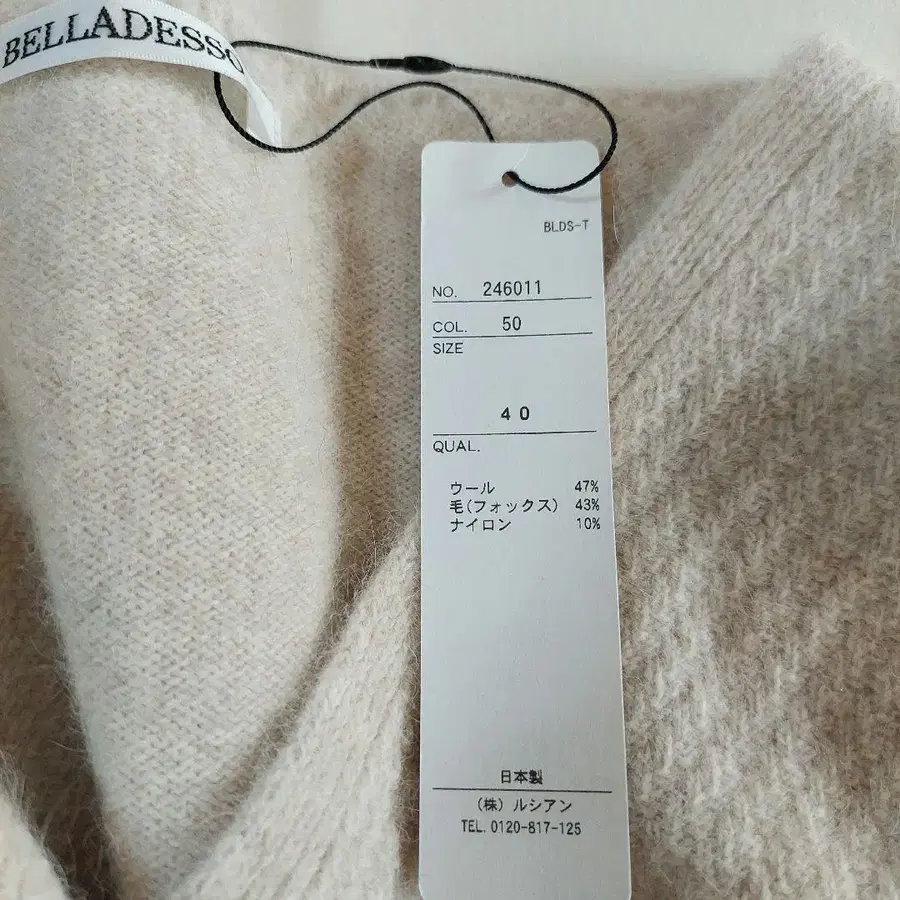 BELLADESSO
BLDS-T
NO. 246011
COL. 50
SIZE
40
QUAL.
ウール 47%
毛(フォックス) 43%
ナイロン 10%
日本製
(株) ルシアン
TEL. 0120-817-125